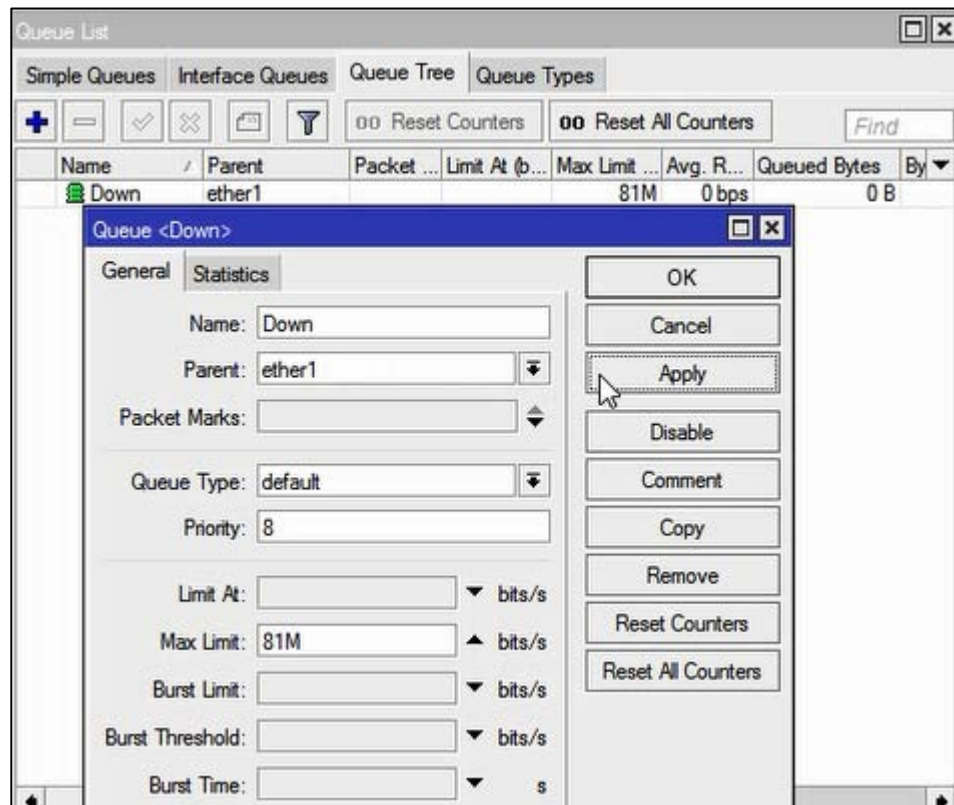 Queue List
Simple Queues Interface Queues Queue Tree Queue Types
00 Reset Counters 00 Reset All Counters Find
Name / Parent Packet ... Limit At (b... Max Limit ... Avg. R... Queued Bytes By
Down ether1 81M 0 bps 0 B
Queue <Down>
General Statistics
Name: Down
Parent: ether1
Packet Marks:
Queue Type: default
Priority: 8
Limit At: bits/s
Max Limit: 81M bits/s
Burst Limit: bits/s
Burst Threshold: bits/s
Burst Time: s
OK
Cancel
Apply
Disable
Comment
Copy
Remove
Reset Counters
Reset All Counters